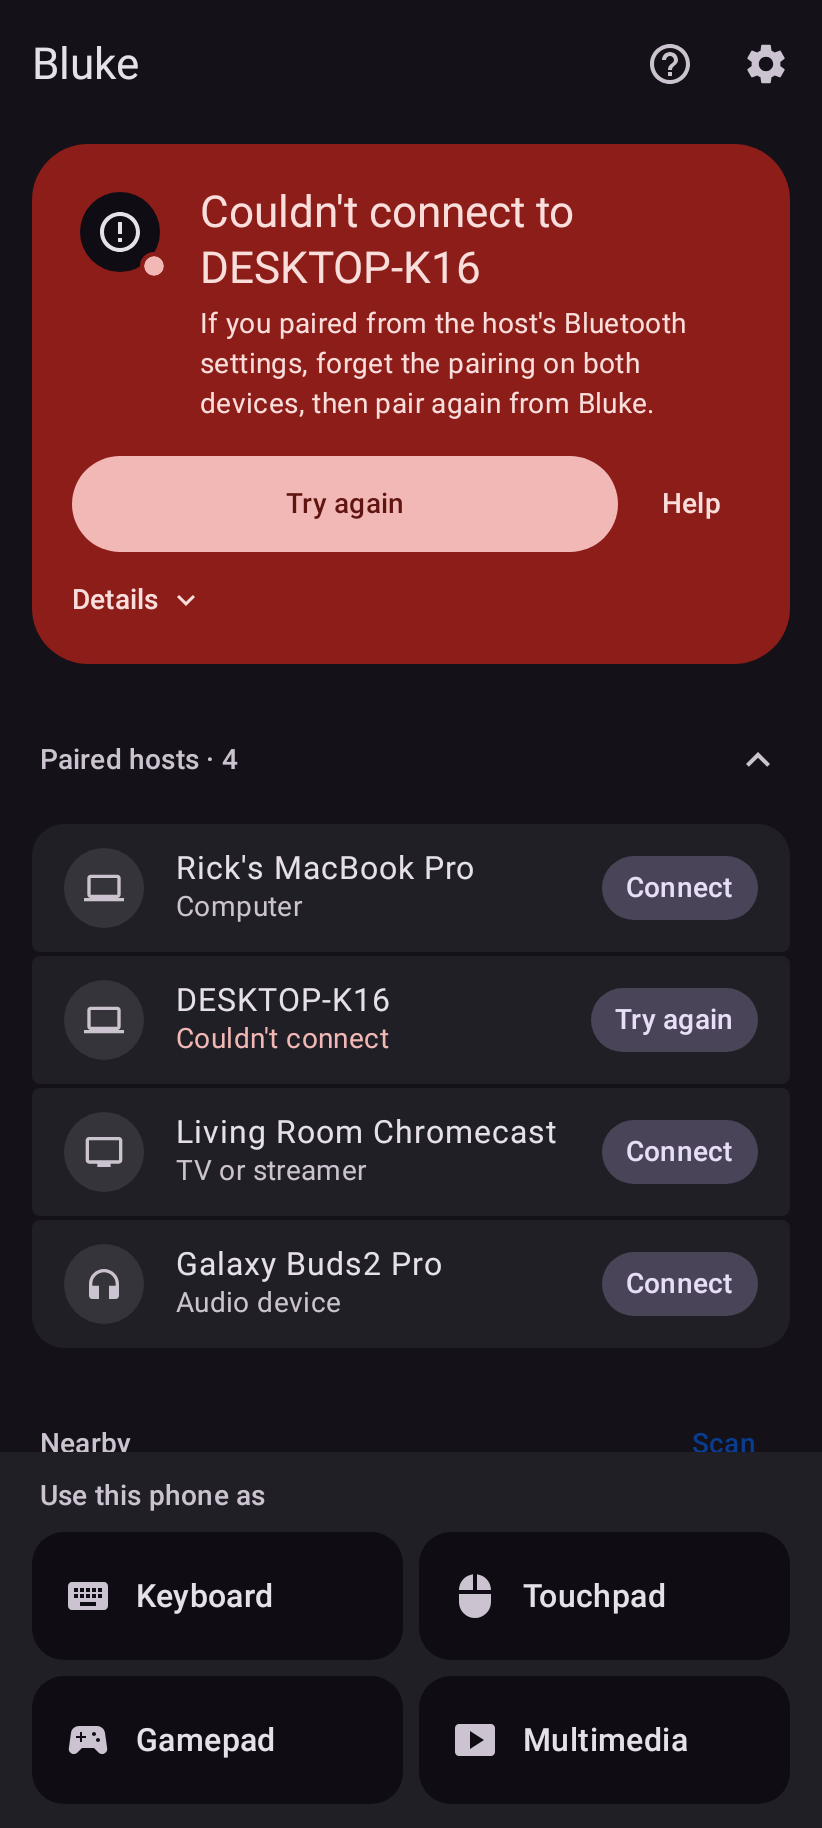 Bluke
Couldn't connect to
DESKTOP-K16
If you paired from the host's Bluetooth
settings, forget the pairing on both
devices, then pair again from Bluke.
Try again
Help
Details
Paired hosts · 4
Rick's MacBook Pro
Computer
Connect
DESKTOP-K16
Couldn't connect
Try again
Living Room Chromecast
TV or streamer
Connect
Galaxy Buds2 Pro
Audio device
Connect
Nearby
Scan
Use this phone as
Keyboard
Touchpad
Gamepad
Multimedia